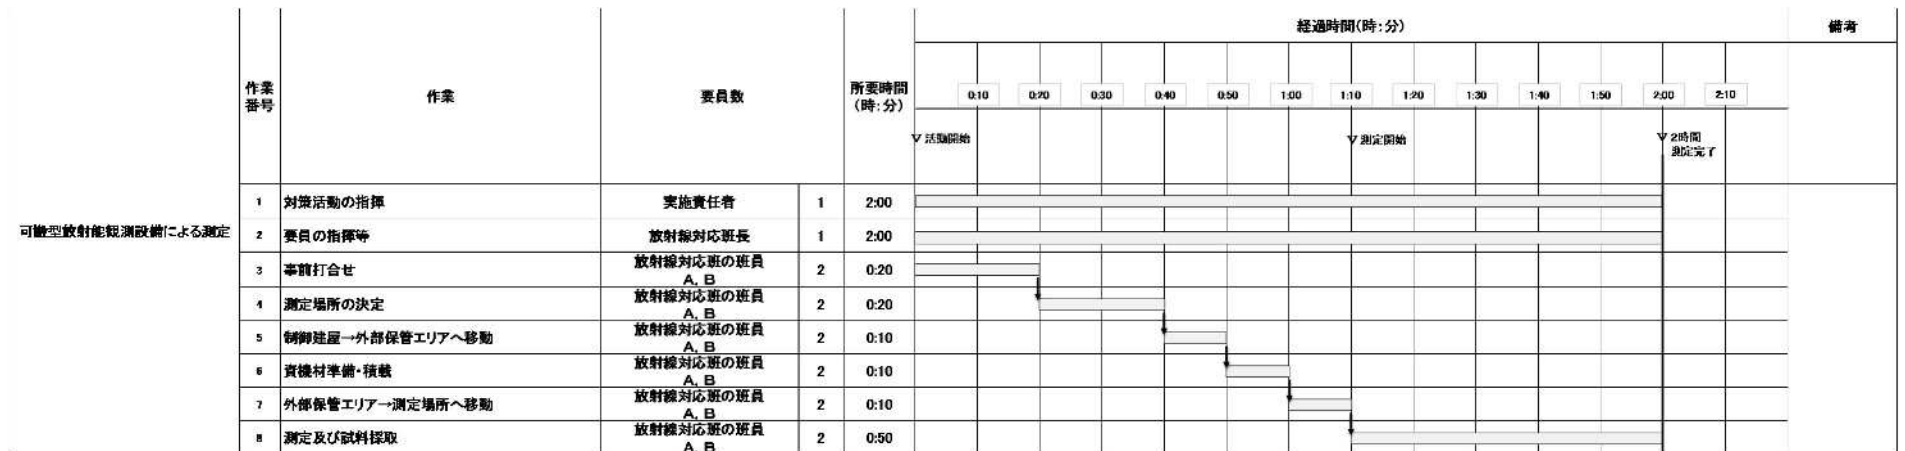 経過時間(時:分)
備考
作業
番号
作業
要員数
所要時間
(時:分)
0:10 0:20 0:30 0:40 0:50 1:00 1:10 1:20 1:30 1:40 1:50 2:00 2:10
▽活動開始
▽測定開始
▽2時間
測定完了
可搬型放射能観測設備による測定
1 対策活動の指揮 実施責任者 1 2:00
2 要員の指揮等 放射線対応班長 1 2:00
3 事前打合せ 放射線対応班の班員
A, B 2 0:20
4 測定場所の決定 放射線対応班の班員
A, B 2 0:20
5 制御建屋→外部保管エリアへ移動 放射線対応班の班員
A, B 2 0:10
6 資機材準備・積載 放射線対応班の班員
A, B 2 0:10
7 外部保管エリア→測定場所へ移動 放射線対応班の班員
A, B 2 0:10
8 測定及び試料採取 放射線対応班の班員
A, B 2 0:50